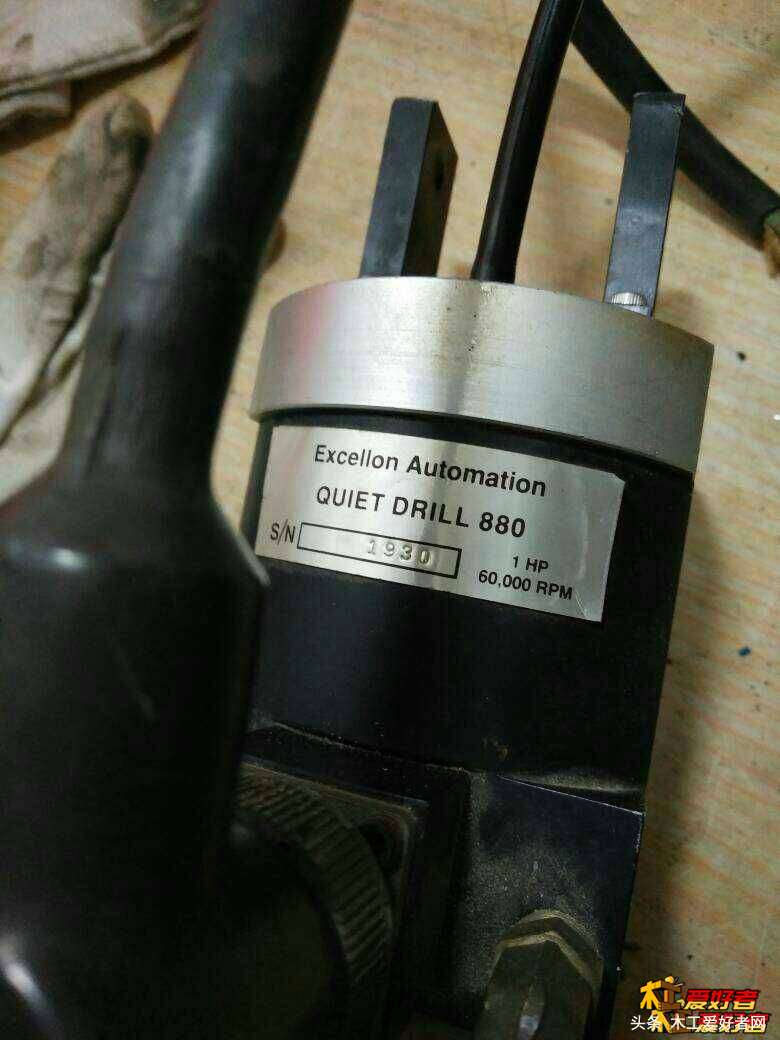 Excellon Automation
QUIET DRILL 880
S/N 1930
1 HP
60,000 RPM
木工爱好者
头条 木工爱好者网